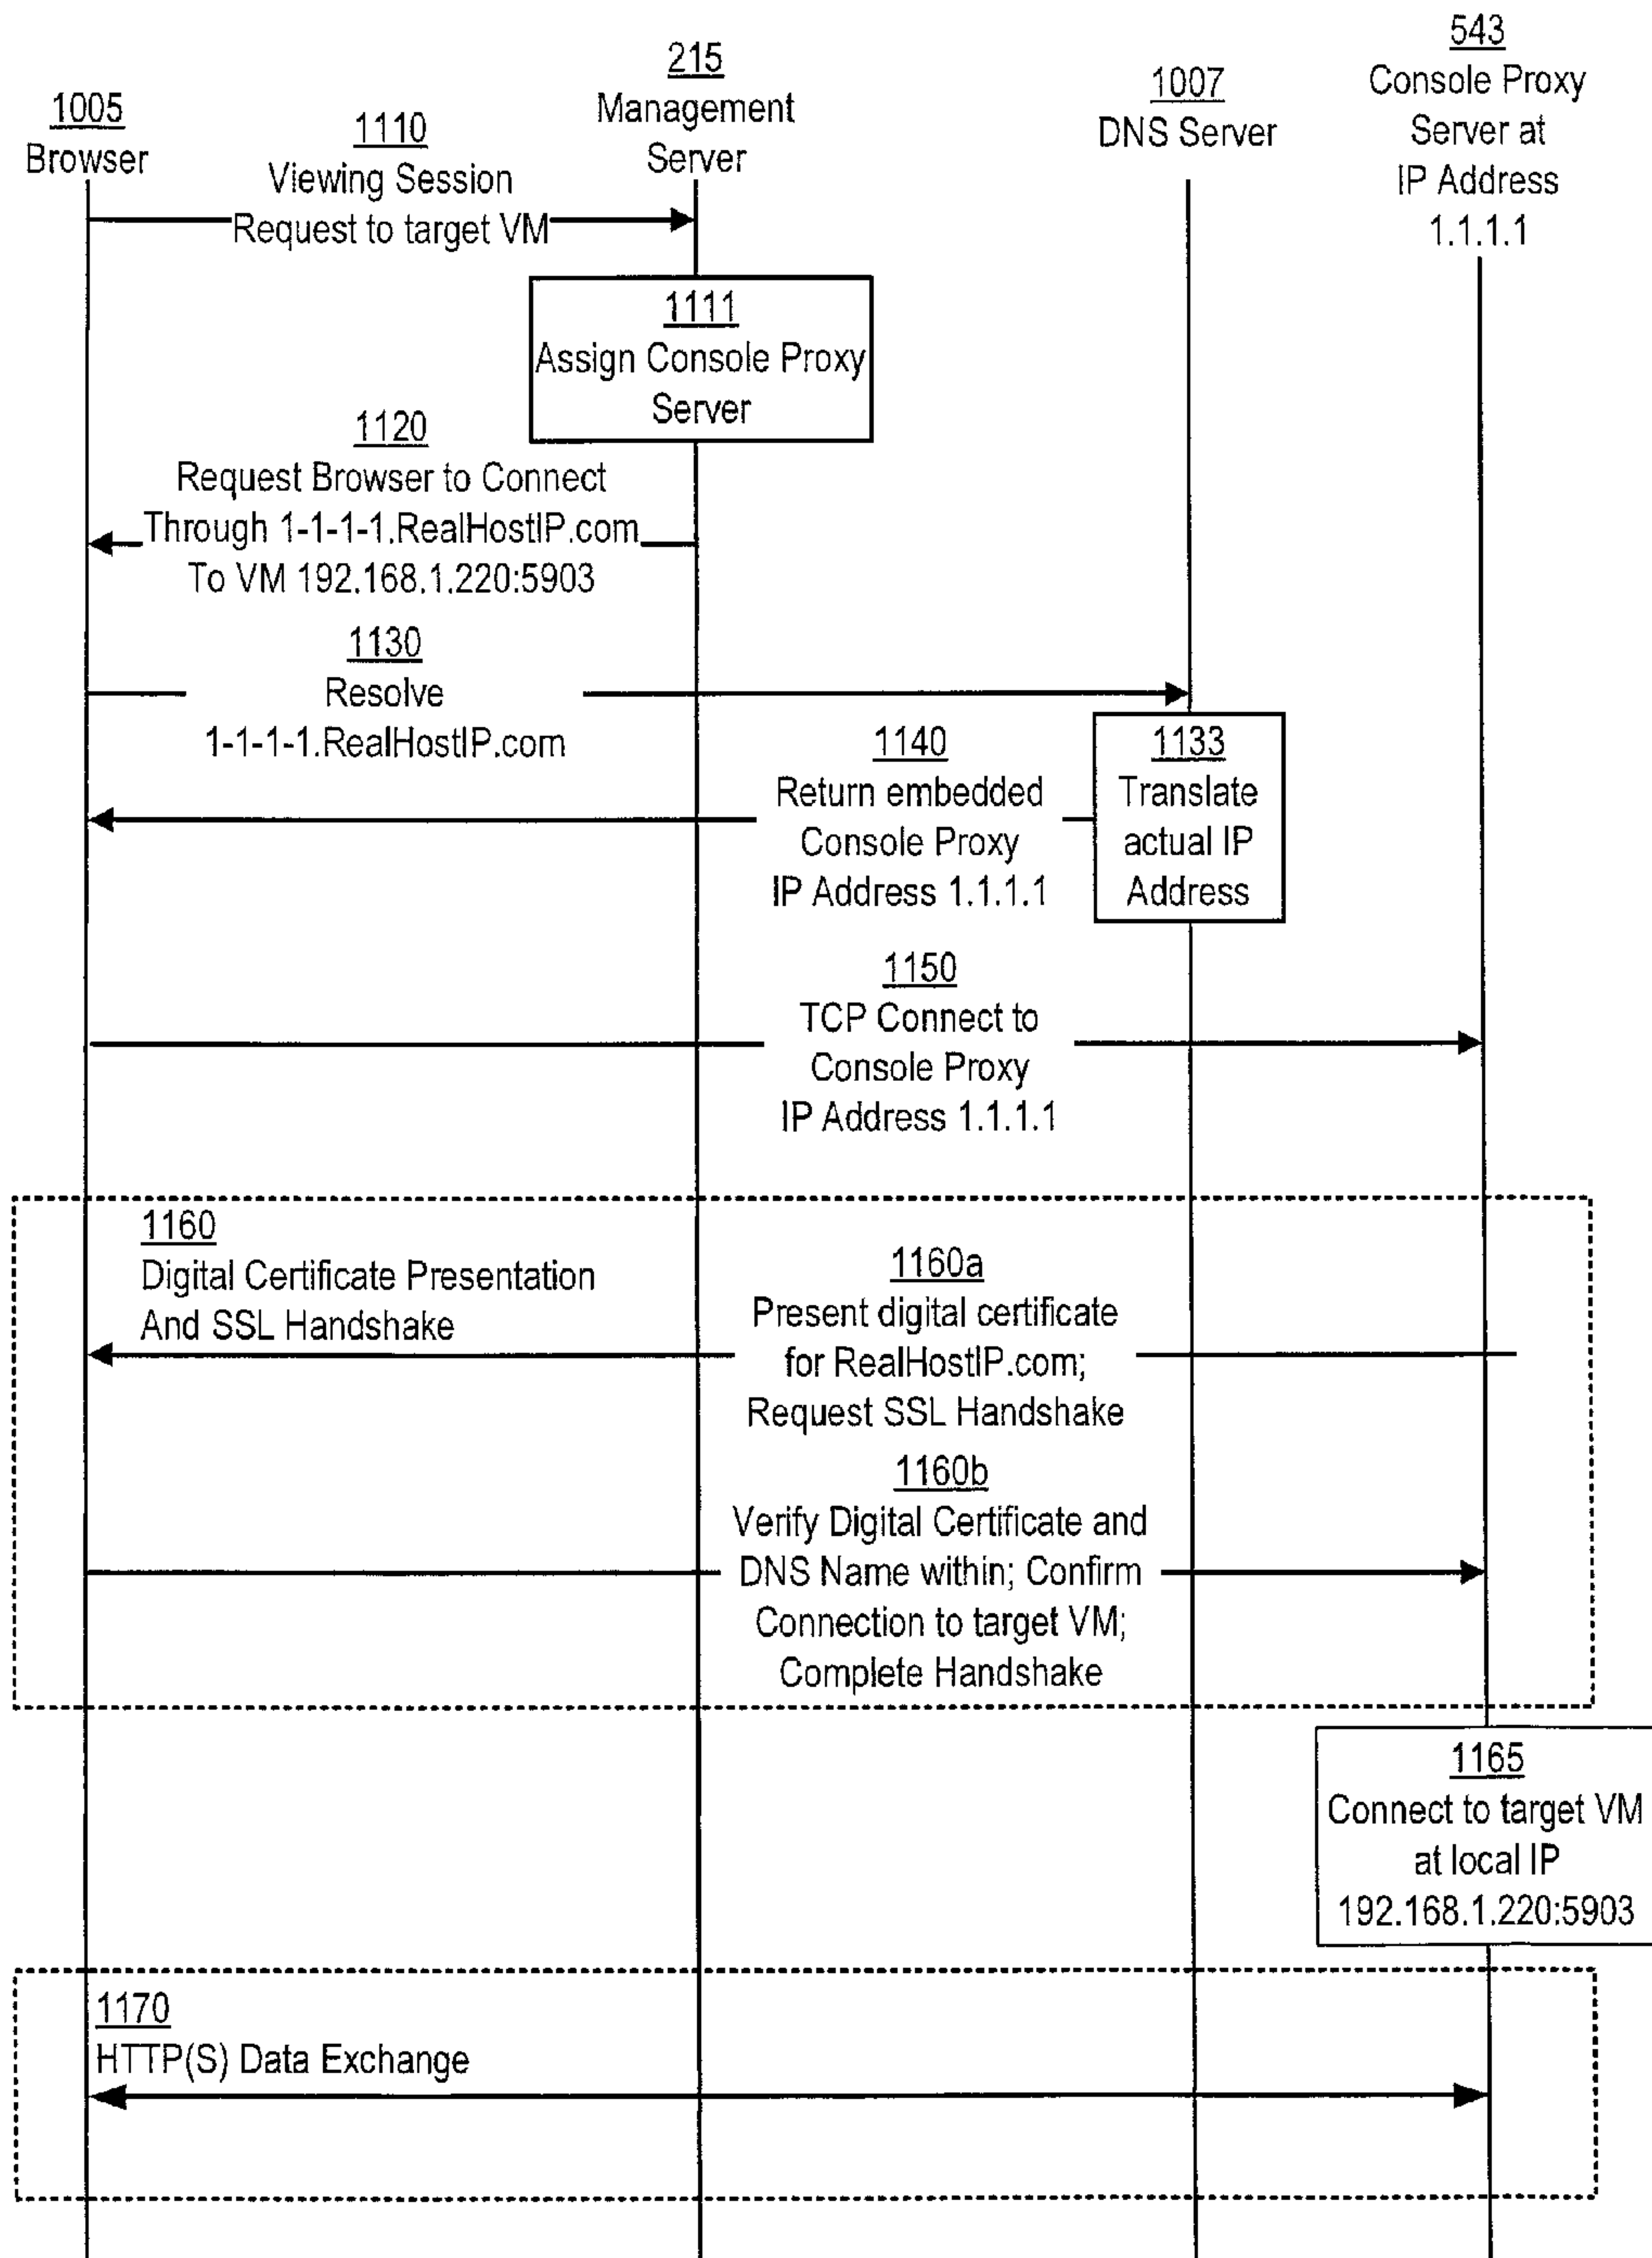 1005
Browser
1110
Viewing Session
Request to target VM
215
Management
Server
1007
DNS Server
543
Console Proxy
Server at
IP Address
1.1.1.1
1111
Assign Console Proxy
Server
1120
Request Browser to Connect
Through 1-1-1-1.RealHostIP.com
To VM 192.168.1.220:5903
1130
Resolve
1-1-1-1.RealHostIP.com
1133
Translate
actual IP
Address
1140
Return embedded
Console Proxy
IP Address 1.1.1.1
1150
TCP Connect to
Console Proxy
IP Address 1.1.1.1
1160
Digital Certificate Presentation
And SSL Handshake
1160a
Present digital certificate
for RealHostIP.com;
Request SSL Handshake
1160b
Verify Digital Certificate and
DNS Name within; Confirm
Connection to target VM;
Complete Handshake
1165
Connect to target VM
at local IP
192.168.1.220:5903
1170
HTTP(S) Data Exchange